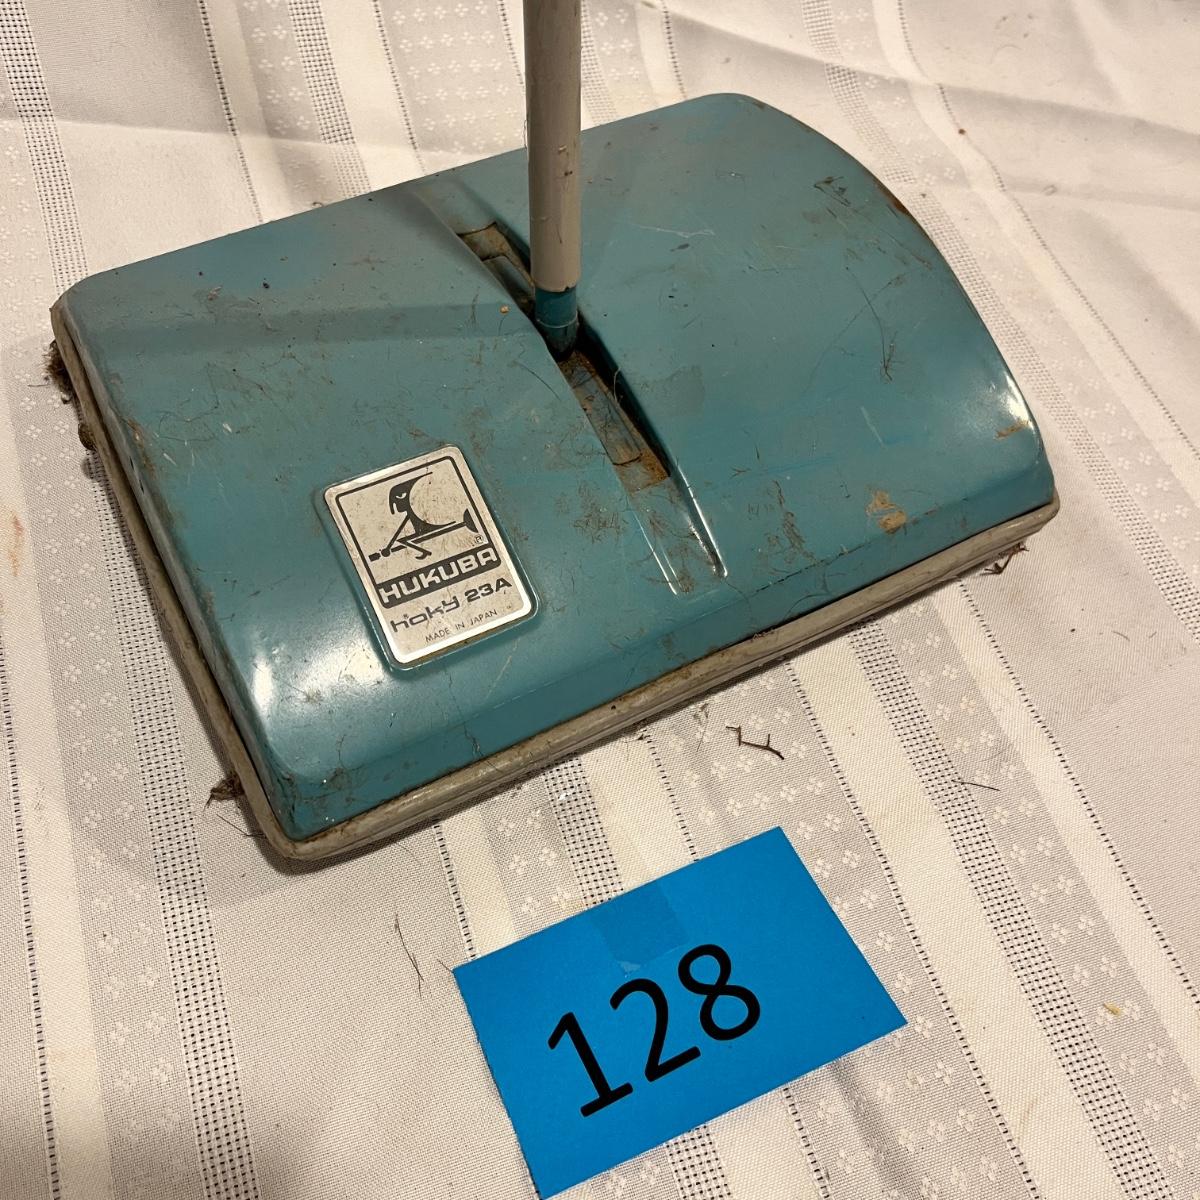 ®
HUKUBA
hoky 23A
MADE IN JAPAN
128